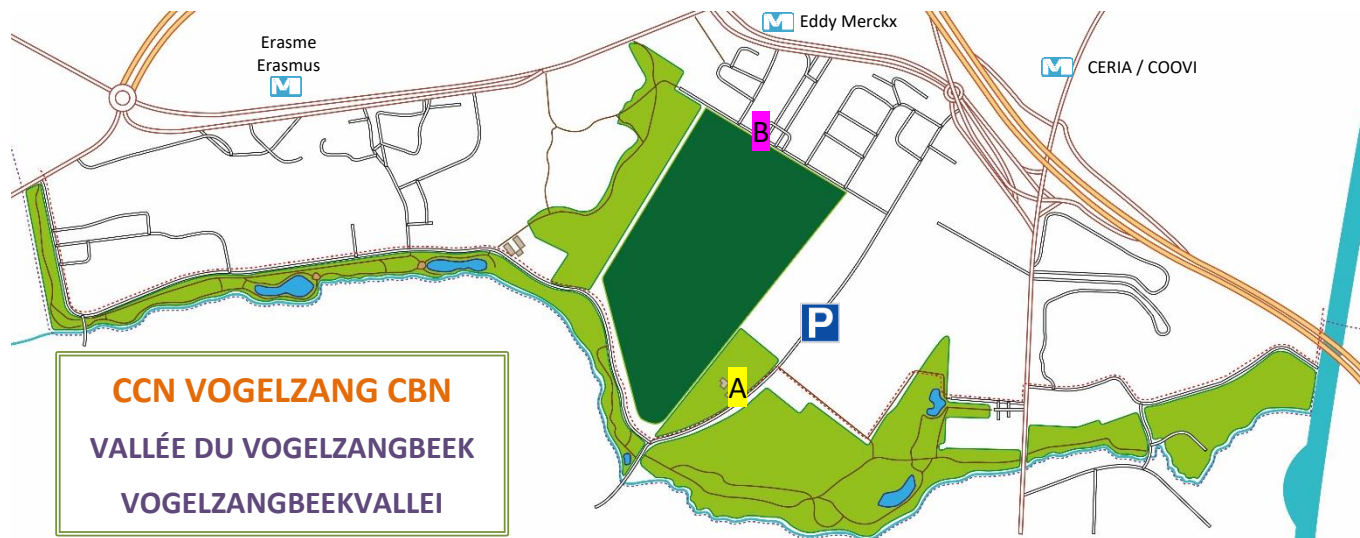 M Eddy Merckx
Erasme
Erasmus
M
M CERIA / COOVI
B
P
A
CCN VOGELZANG CBN
VALLÉE DU VOGELZANGBEEK
VOGELZANGBEEKVALLEI